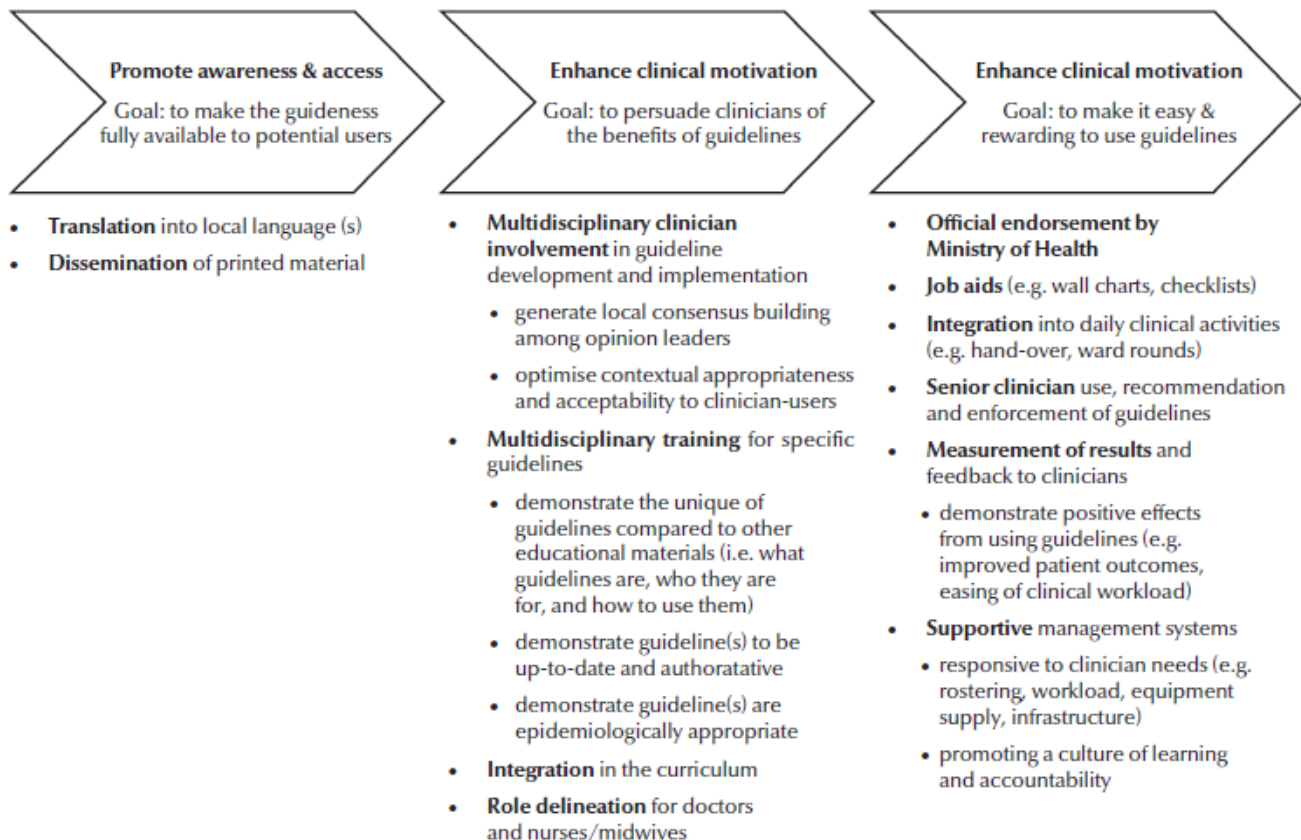 Promote awareness & access
Goal: to make the guideness
fully available to potential users
• Translation into local language (s)
• Dissemination of printed material
Enhance clinical motivation
Goal: to persuade clinicians of
the benefits of guidelines
• Multidisciplinary clinician
involvement in guideline
development and implementation
• generate local consensus building
among opinion leaders
• optimise contextual appropriateness
and acceptability to clinician-users
• Multidisciplinary training for specific
guidelines
• demonstrate the unique of
guidelines compared to other
educational materials (i.e. what
guidelines are, who they are
for, and how to use them)
• demonstrate guideline(s) to be
up-to-date and authoratative
• demonstrate guideline(s) are
epidemiologically appropriate
• Integration in the curriculum
• Role delineation for doctors
and nurses/midwives
Enhance clinical motivation
Goal: to make it easy &
rewarding to use guidelines
• Official endorsement by
Ministry of Health
• Job aids (e.g. wall charts, checklists)
• Integration into daily clinical activities
(e.g. hand-over, ward rounds)
• Senior clinician use, recommendation
and enforcement of guidelines
• Measurement of results and
feedback to clinicians
• demonstrate positive effects
from using guidelines (e.g.
improved patient outcomes,
easing of clinical workload)
• Supportive management systems
• responsive to clinician needs (e.g.
rostering, workload, equipment
supply, infrastructure)
• promoting a culture of learning
and accountability